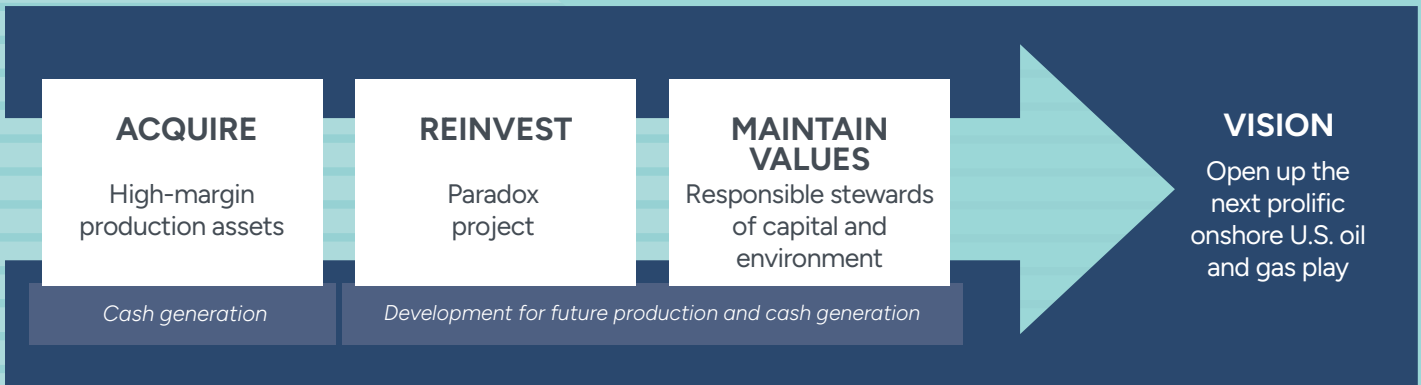 ACQUIRE
High-margin
production assets
Cash generation
REINVEST
Paradox
project
MAINTAIN
VALUES
Responsible stewards
of capital and
environment
Development for future production and cash generation
VISION
Open up the
next prolific
onshore U.S. oil
and gas play